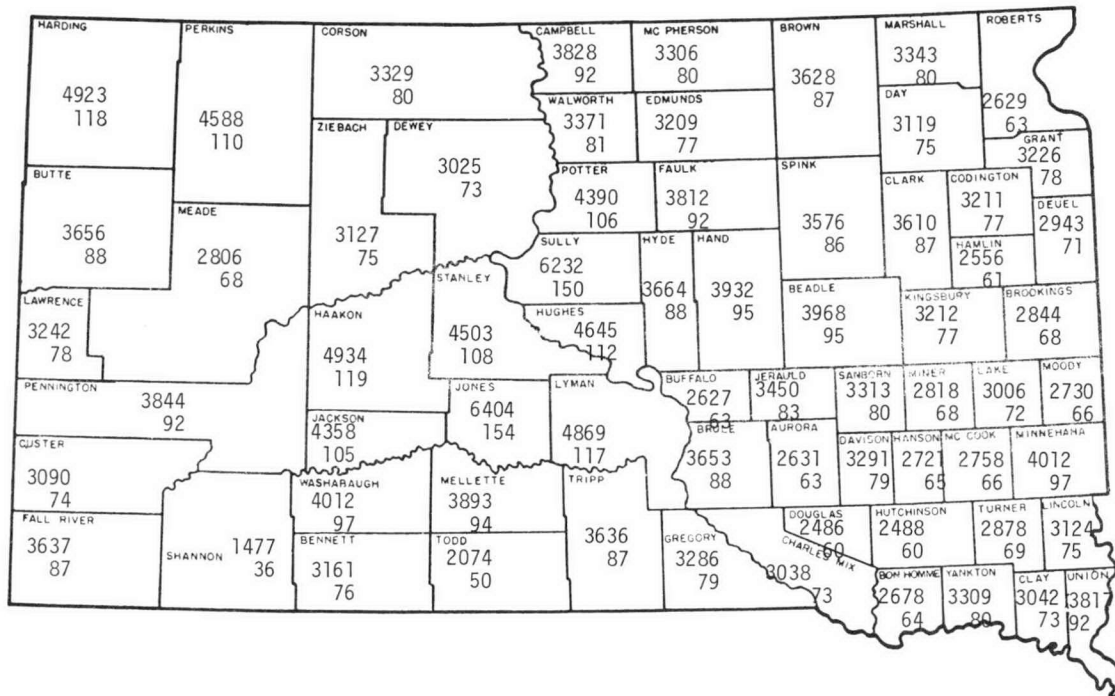 HARDING
4923
118
PERKINS
4588
110
CORSON
3329
80
CAMPBELL
3828
92
MC PHERSON
3306
80
BROWN
3628
87
MARSHALL
3343
80
ROBERTS
2629
63
WALWORTH
3371
81
EDMUNDS
3209
77
DAY
3119
75
GRANT
3226
78
BUTTE
3656
88
MEADE
2806
68
ZIEBACH
3127
75
DEWEY
3025
73
POTTER
4390
106
FAULK
3812
92
SPINK
3576
86
CLARK
3610
87
CODINGTON
3211
77
DEUEL
2943
71
HAMLIN
2556
61
LAWRENCE
3242
78
HAAKON
4934
119
STANLEY
4503
108
SULLY
6232
150
HUGHES
4645
112
HYDE
3664
88
HAND
3932
95
BEADLE
3968
95
KINGSBURY
3212
77
BROOKINGS
2844
68
PENNINGTON
3844
92
JACKSON
4358
105
JONES
6404
154
LYMAN
4869
117
BUFFALO
2627
63
JERAULD
3450
83
SANBORN
3313
80
MINER
2818
68
LAKE
3006
72
MOODY
2730
66
CUSTER
3090
74
BRULE
3653
88
AURORA
2631
63
DAVISON
3291
79
HANSON
2721
65
MC COOK
2758
66
MINNEHAHA
4012
97
FALL RIVER
3637
87
SHANNON
1477
36
WASHABAUGH
4012
97
MELLETTE
3893
94
TRIPP
3636
87
BENNETT
3161
76
TODD
2074
50
GREGORY
3286
79
CHARLES MIX
3038
73
DOUGLAS
2486
60
HUTCHINSON
2488
60
TURNER
2878
69
LINCOLN
3124
75
BON HOMME
2678
64
YANKTON
3309
80
CLAY
3042
73
UNION
3817
92